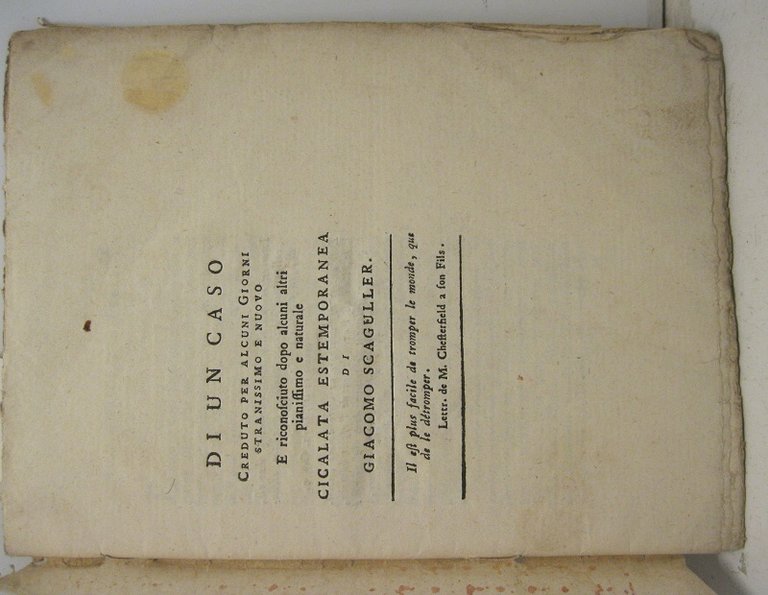 DI UN CASO
CREDUTO PER ALCUNI GIORNI
STRANISSIMO E NUOVO
E riconoſciuto dopo alcuni altri
pianiſſimo e naturale
CICALATA ESTEMPORANEA
DI
GIACOMO SCAGULLER.
Il eſt plus facile de tromper le monde, que
de le détromper.
Lettr. de M. Cheſterfield a ſon Fils.